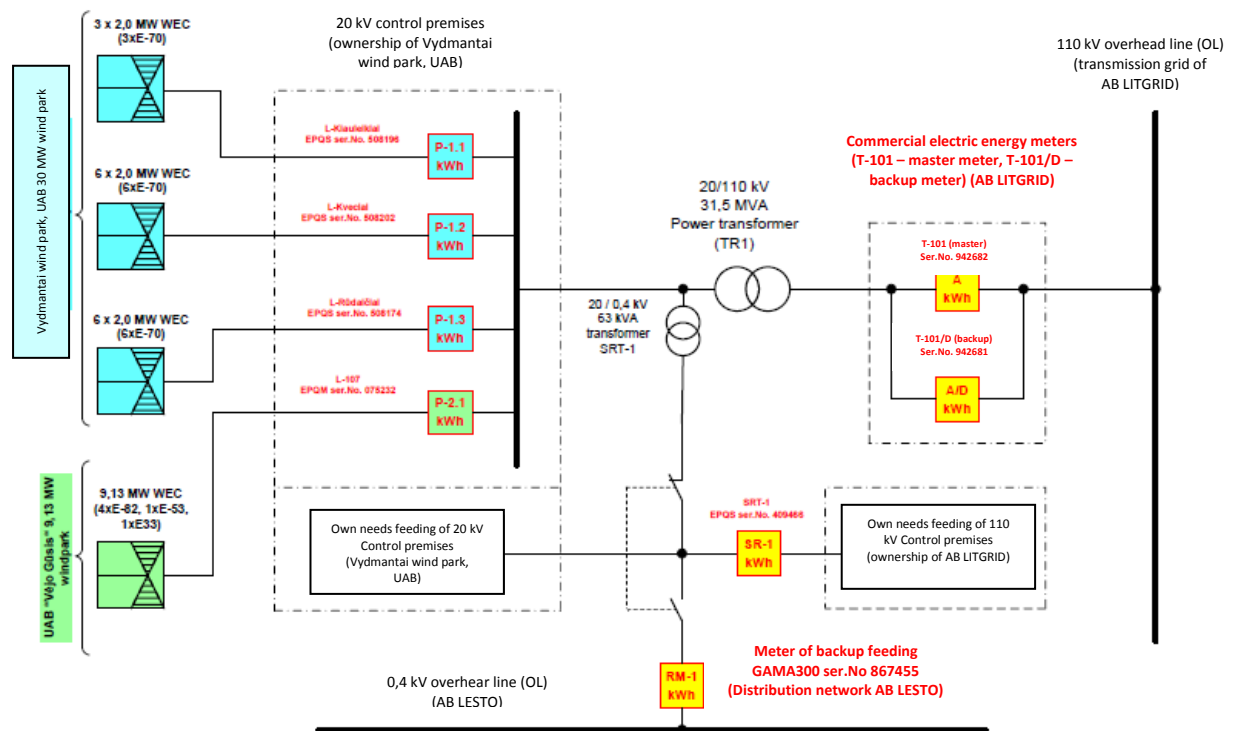 3 x 2,0 MW WEC
(3xE-70)
20 kV control premises
(ownership of Vydmantai
wind park, UAB)
110 kV overhead line (OL)
(transmission grid of
AB LITGRID)
Vydmantai wind park, UAB 30 MW wind park
L-Kiauleikiai
EPQS ser.No. 508196
P-1.1
kWh
Commercial electric energy meters
(T-101 – master meter, T-101/D –
backup meter) (AB LITGRID)
6 x 2,0 MW WEC
(6xE-70)
L-Kveciai
EPQS ser.No. 508202
P-1.2
kWh
20/110 kV
31,5 MVA
Power transformer
(TR1)
T-101 (master)
Ser.No. 942682
A
kWh
6 x 2,0 MW WEC
(6xE-70)
L-Rūdaičiai
EPQS ser.No. 508174
P-1.3
kWh
20 / 0,4 kV
63 kVA
transformer
SRT-1
T-101/D (backup)
Ser.No. 942681
A/D
kWh
L-107
EPQM ser.No. 075232
P-2.1
kWh
UAB "Vėjo Gūsis" 9,13 MW
windpark
9,13 MW WEC
(4xE-82, 1xE-53,
1xE33)
Own needs feeding of 20 kV
Control premises
(Vydmantai wind park,
UAB)
SRT-1
EPQS ser.No. 409466
SR-1
kWh
Own needs feeding of 110
kV Control premises
(ownership of AB LITGRID)
0,4 kV overhear line (OL)
(AB LESTO)
RM-1
kWh
Meter of backup feeding
GAMA300 ser.No 867455
(Distribution network AB LESTO)